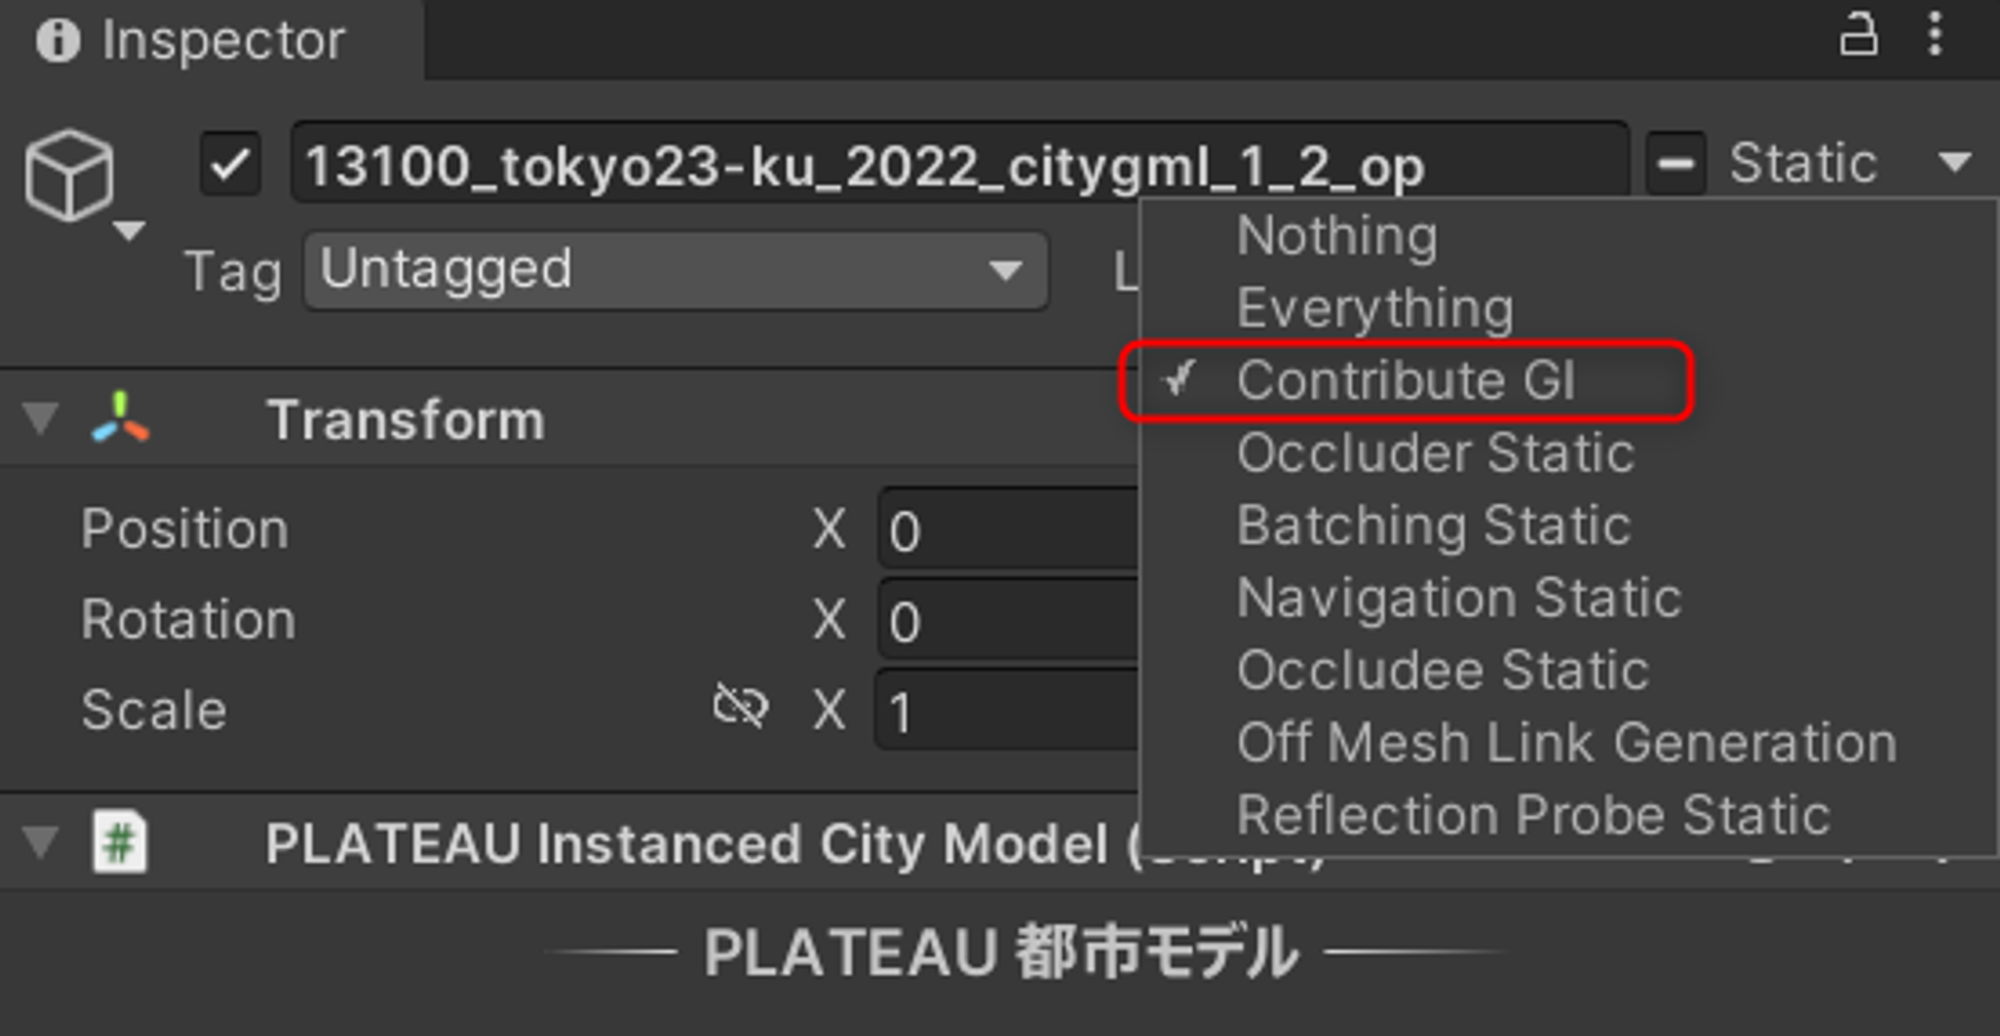 Inspector
13100_tokyo23-ku_2022_citygml_1_2_op
Static
Tag
Untagged
L
Nothing
Everything
Contribute GI
Occluder Static
Batching Static
Navigation Static
Occludee Static
Off Mesh Link Generation
Reflection Probe Static
Transform
Position X 0
Rotation X 0
Scale X 1
# PLATEAU Instanced City Model (Script)
PLATEAU 都市モデル